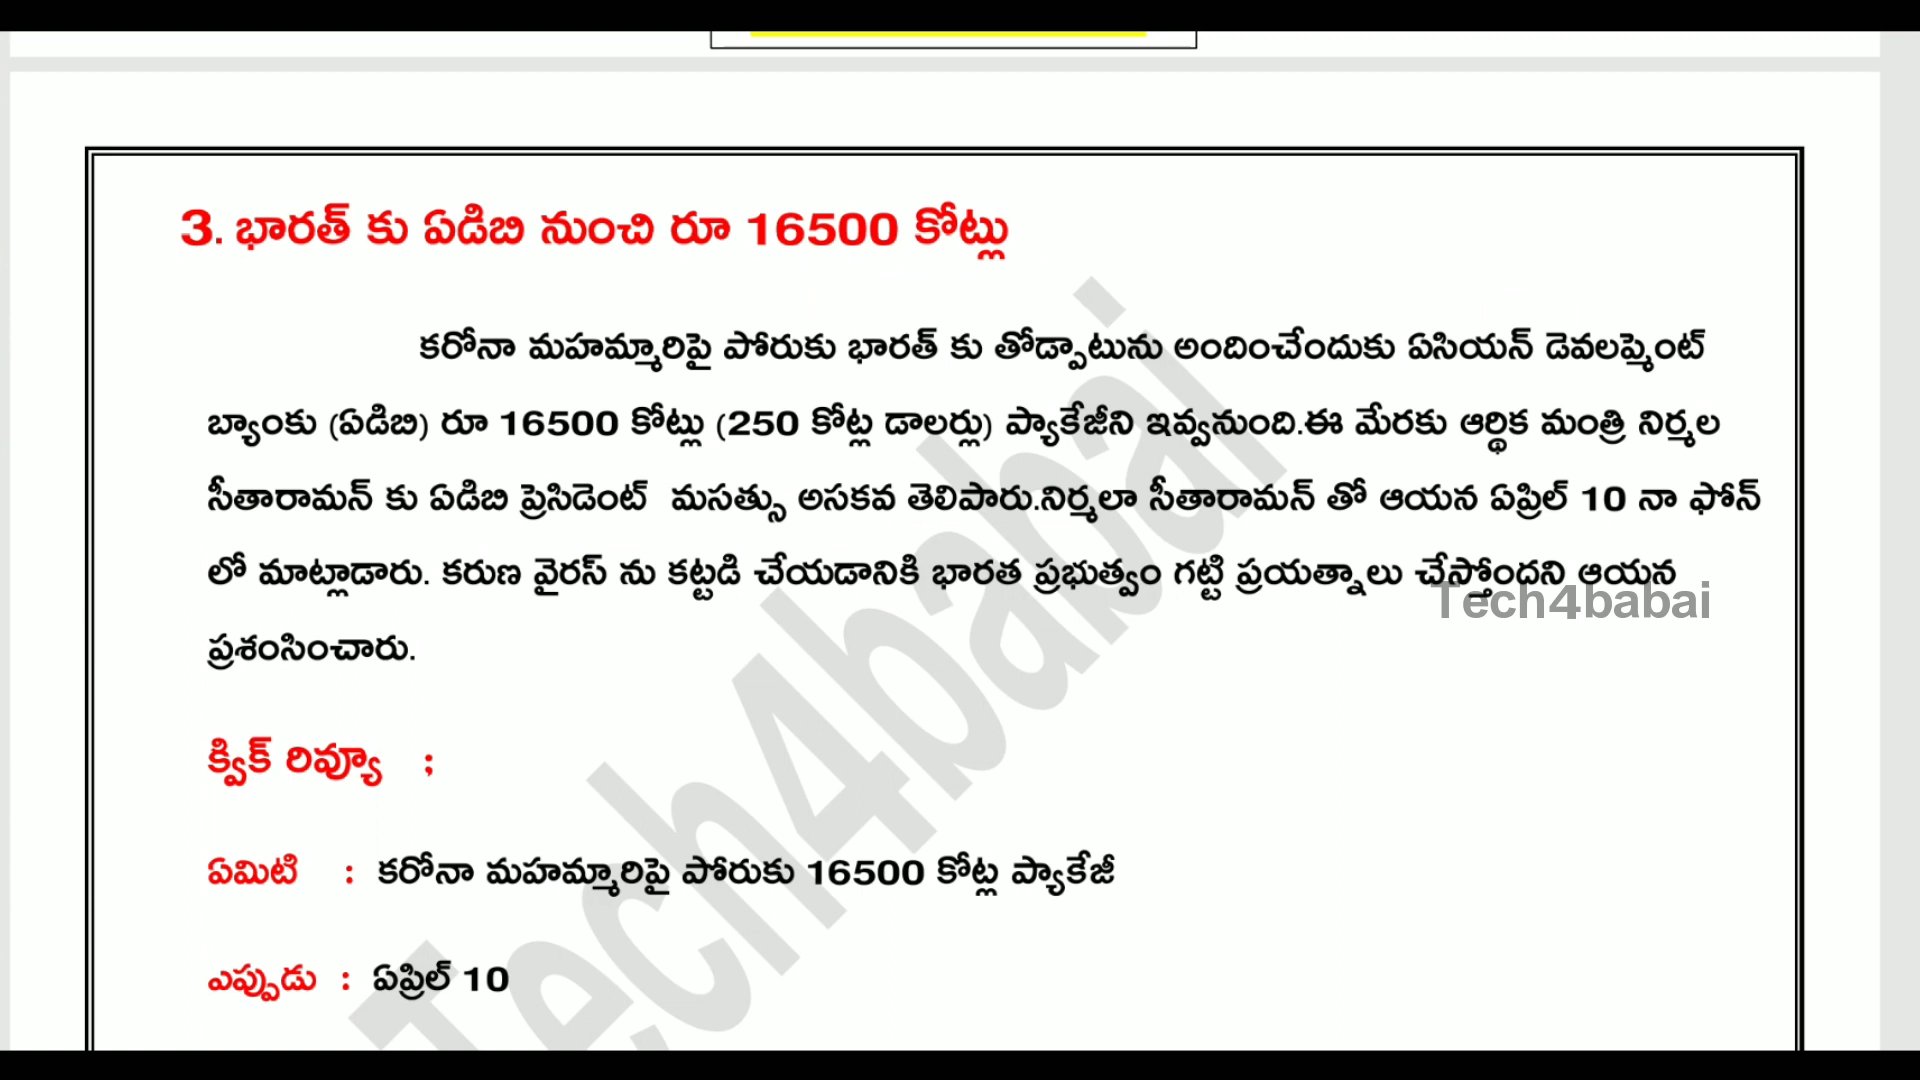 3. భారత్ కు ఏడిబి నుంచి రూ 16500 కోట్లు
కరోనా మహమ్మారిపై పోరుకు భారత్ కు తోడ్పాటును అందించేందుకు ఏసియన్ డెవలప్మెంట్
బ్యాంకు (ఏడిబి) రూ 16500 కోట్లు (250 కోట్ల డాలర్లు) ప్యాకేజీని ఇవ్వనుంది.ఈ మేరకు ఆర్థిక మంత్రి నిర్మల
సీతారామన్ కు ఏడిబి ప్రెసిడెంట్ మసత్సు అసకవ తెలిపారు.నిర్మలా సీతారామన్ తో ఆయన ఏప్రిల్ 10 నా ఫోన్
లో మాట్లాడారు. కరుణ వైరస్ ను కట్టడి చేయడానికి భారత ప్రభుత్వం గట్టి ప్రయత్నాలు చేస్తోందని ఆయన
Tech4babai
ప్రశంసించారు.
క్విక్ రివ్యూ ;
ఏమిటి : కరోనా మహమ్మారిపై పోరుకు 16500 కోట్ల ప్యాకేజీ
ఎప్పుడు : ఏప్రిల్ 10
Tech4babai